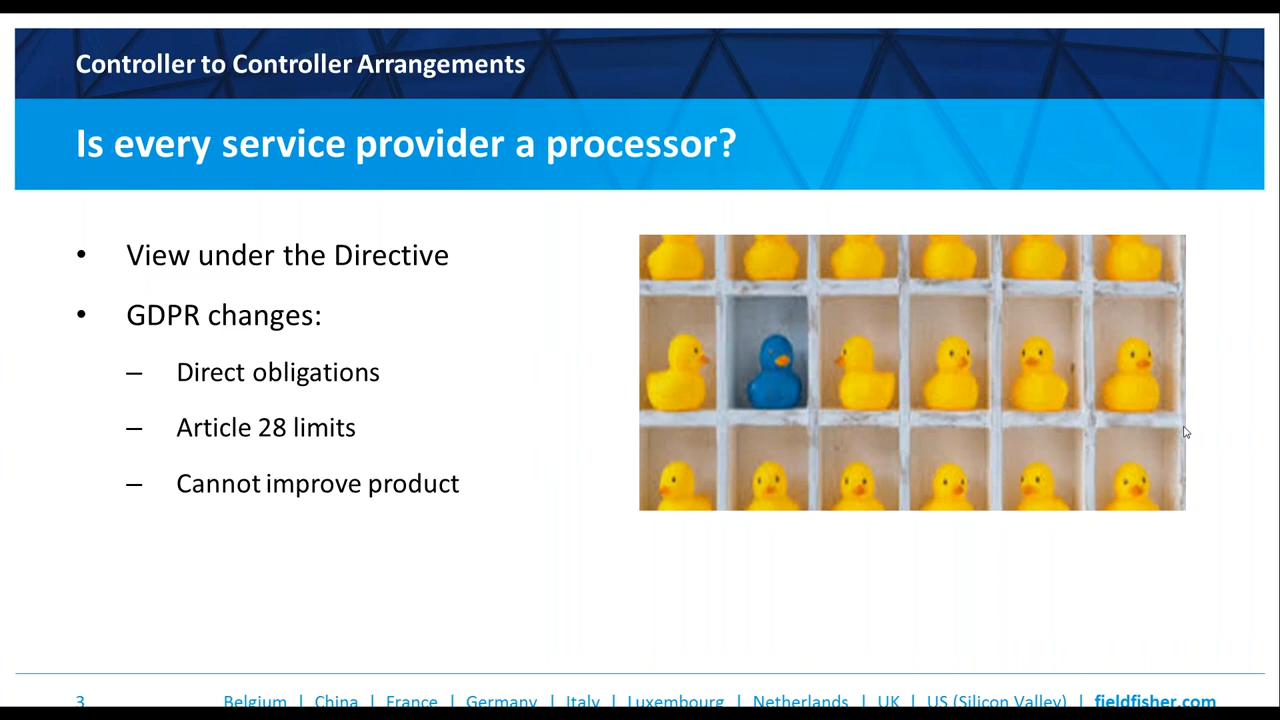 Controller to Controller Arrangements
Is every service provider a processor?
• View under the Directive
• GDPR changes:
– Direct obligations
– Article 28 limits
– Cannot improve product
3 Belgium | China | France | Germany | Italy | Luxembourg | Netherlands | UK | US (Silicon Valley) | fieldfisher.com